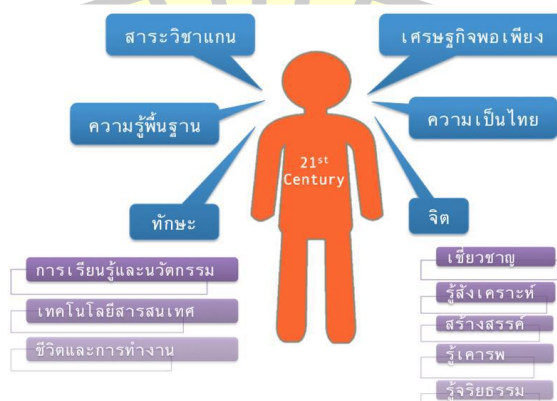 สาระวิชาแกน
เศรษฐกิจพอเพียง
ความรู้พื้นฐาน
ความเป็นไทย
21st
Century
ทักษะ
จิต
การเรียนรู้และนวัตกรรม
เทคโนโลยีสารสนเทศ
ชีวิตและการทำงาน
เชี่ยวชาญ
รู้สังเคราะห์
สร้างสรรค์
รู้เคารพ
รู้จริยธรรม